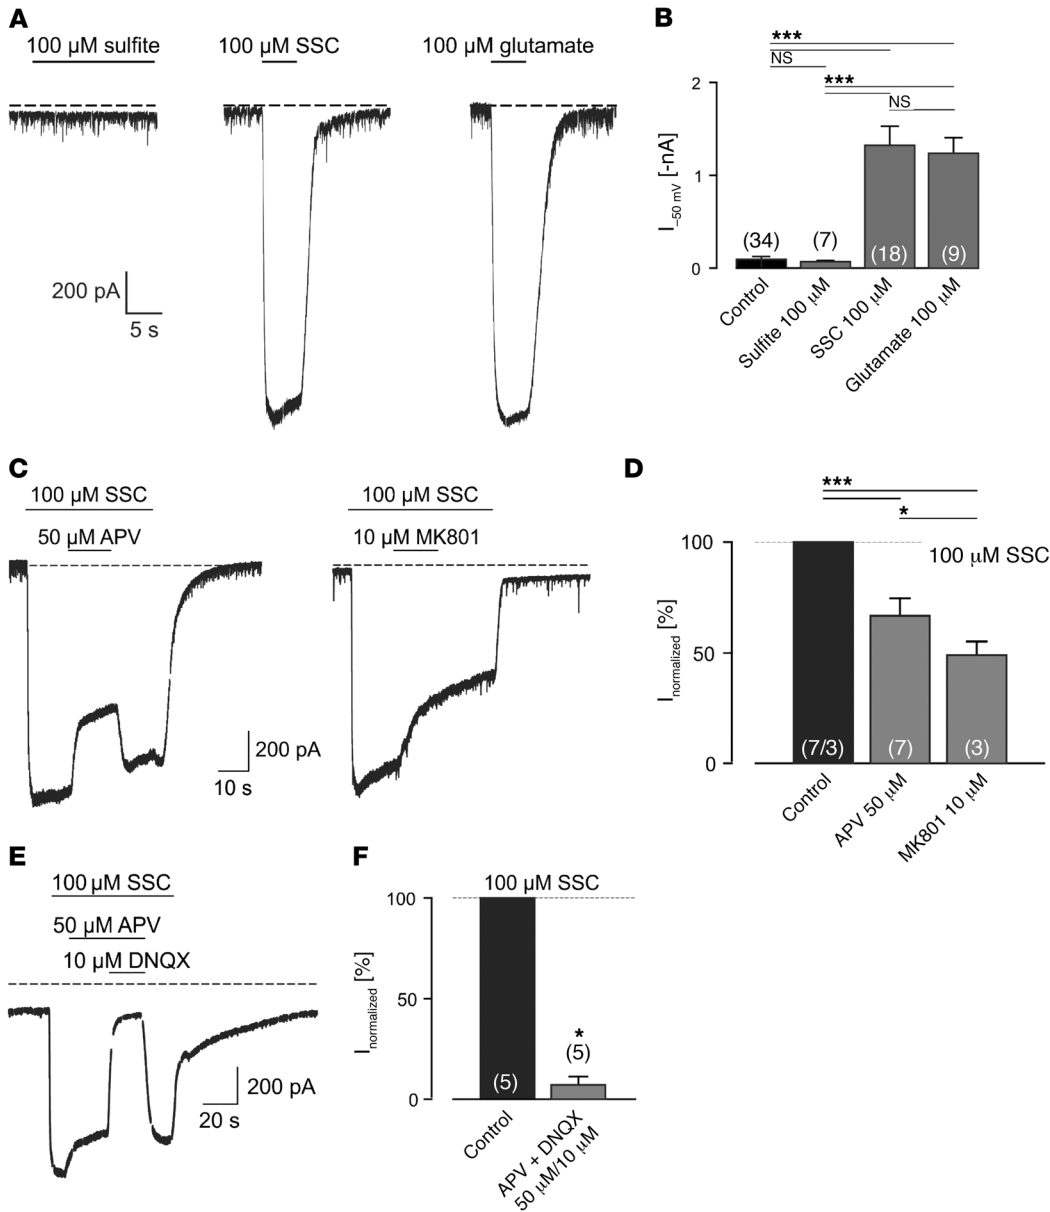 A
100 μM sulfite
100 μM SSC
100 μM glutamate
200 pA
5 s
B
***
NS
***
NS
2
1
0
I–50 mV [-nA]
(34)
(7)
(18)
(9)
Control
Sulfite 100 μM
SSC 100 μM
Glutamate 100 μM
C
100 μM SSC
50 μM APV
200 pA
10 s
100 μM SSC
10 μM MK801
D
***
*
100 μM SSC
100
50
0
Inormalized [%]
(7/3)
(7)
(3)
Control
APV 50 μM
MK801 10 μM
E
100 μM SSC
50 μM APV
10 μM DNQX
200 pA
20 s
F
100 μM SSC
100
50
0
Inormalized [%]
*
(5)
(5)
Control
APV + DNQX
50 μM/10 μM